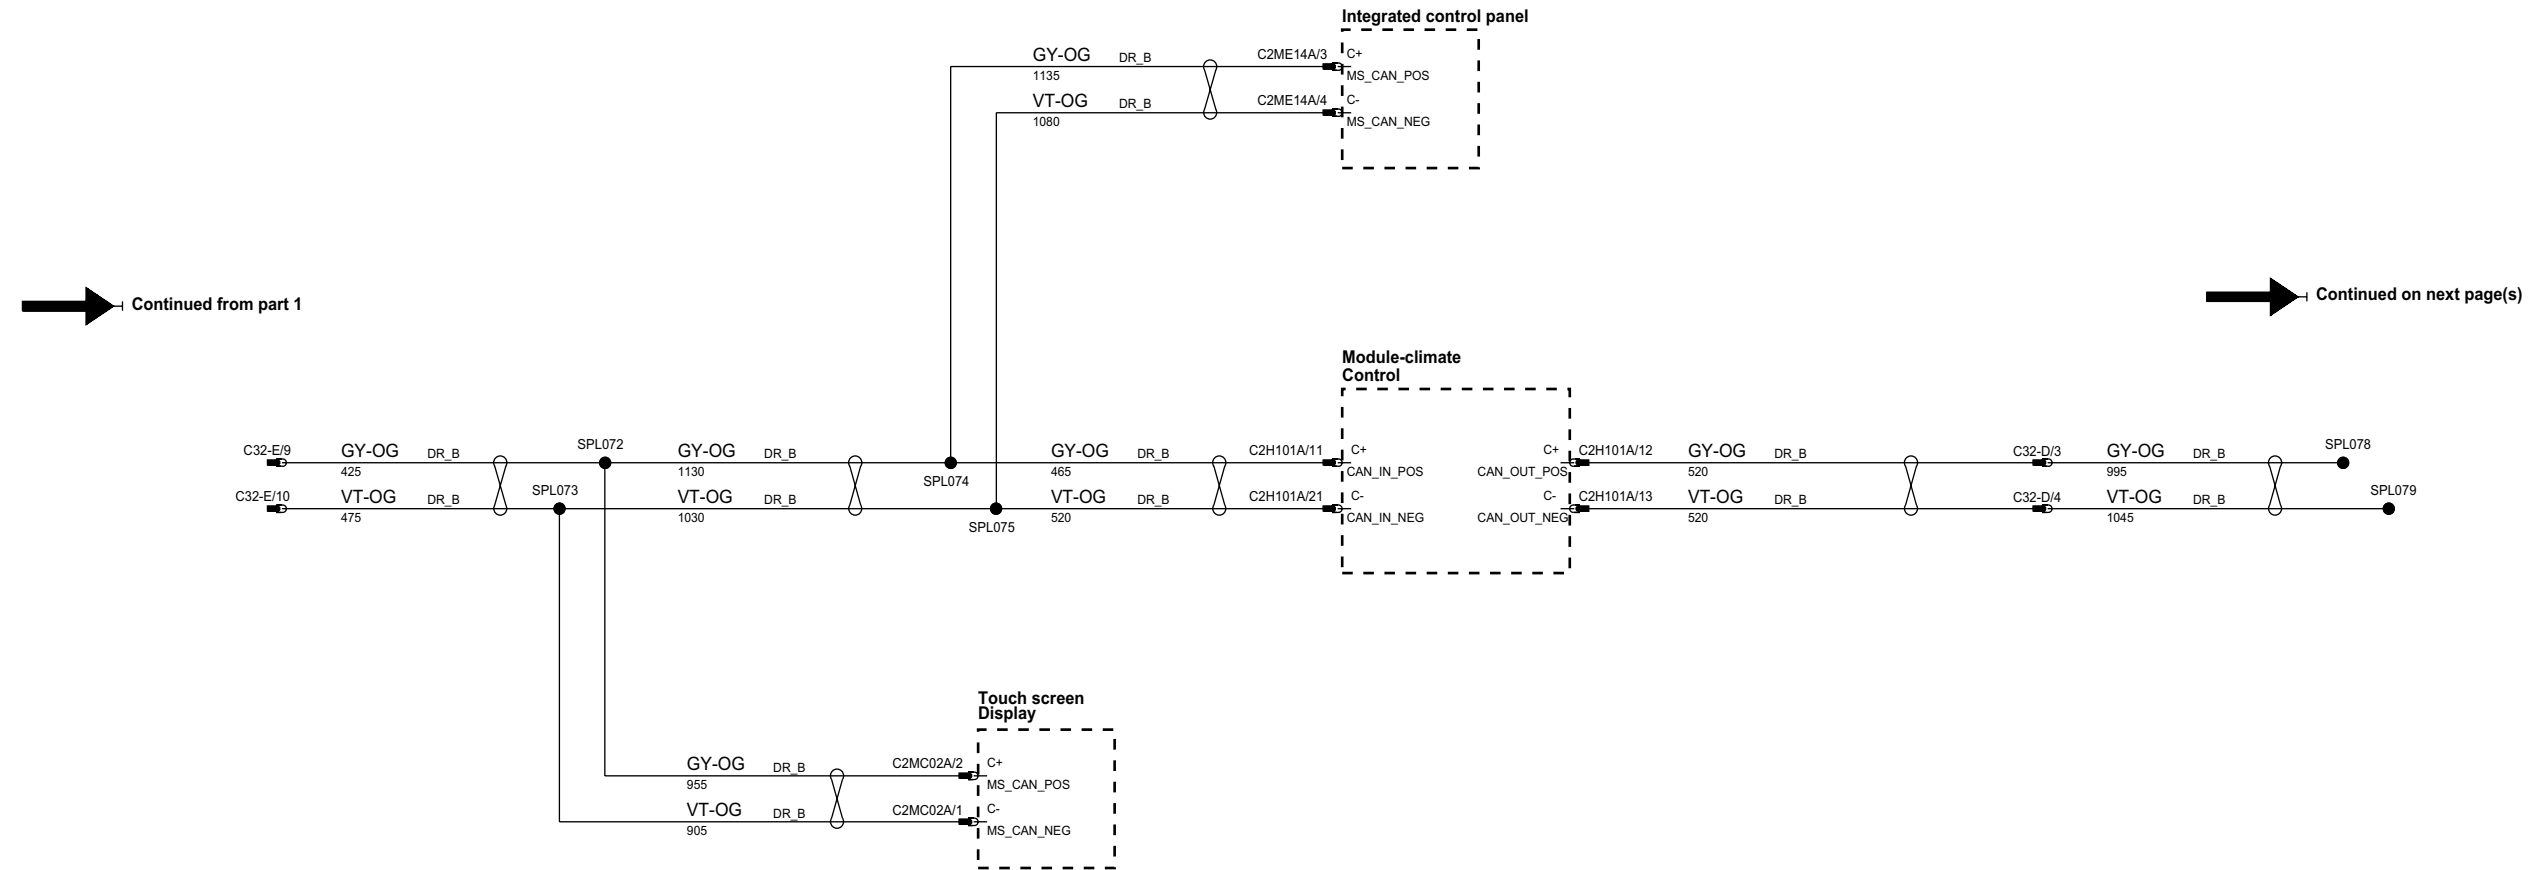 Integrated control panel
GY-OG DR_B C2ME14A/3 C+
1135 MS_CAN_POS
VT-OG DR_B C2ME14A/4 C-
1080 MS_CAN_NEG
Continued from part 1
Continued on next page(s)
Module-climate
Control
C32-E/9 GY-OG DR_B SPL072 GY-OG DR_B GY-OG DR_B C2H101A/11 C+ C+ C2H101A/12 GY-OG DR_B C32-D/3 GY-OG DR_B SPL078
425 1130 SPL074 465 CAN_IN_POS CAN_OUT_POS 520 995
C32-E/10 VT-OG DR_B SPL073 VT-OG DR_B VT-OG DR_B C2H101A/21 C- C- C2H101A/13 VT-OG DR_B C32-D/4 VT-OG DR_B SPL079
475 1030 SPL075 520 CAN_IN_NEG CAN_OUT_NEG 520 1045
Touch screen
Display
GY-OG DR_B C2MC02A/2 C+
955 MS_CAN_POS
VT-OG DR_B C2MC02A/1 C-
905 MS_CAN_NEG